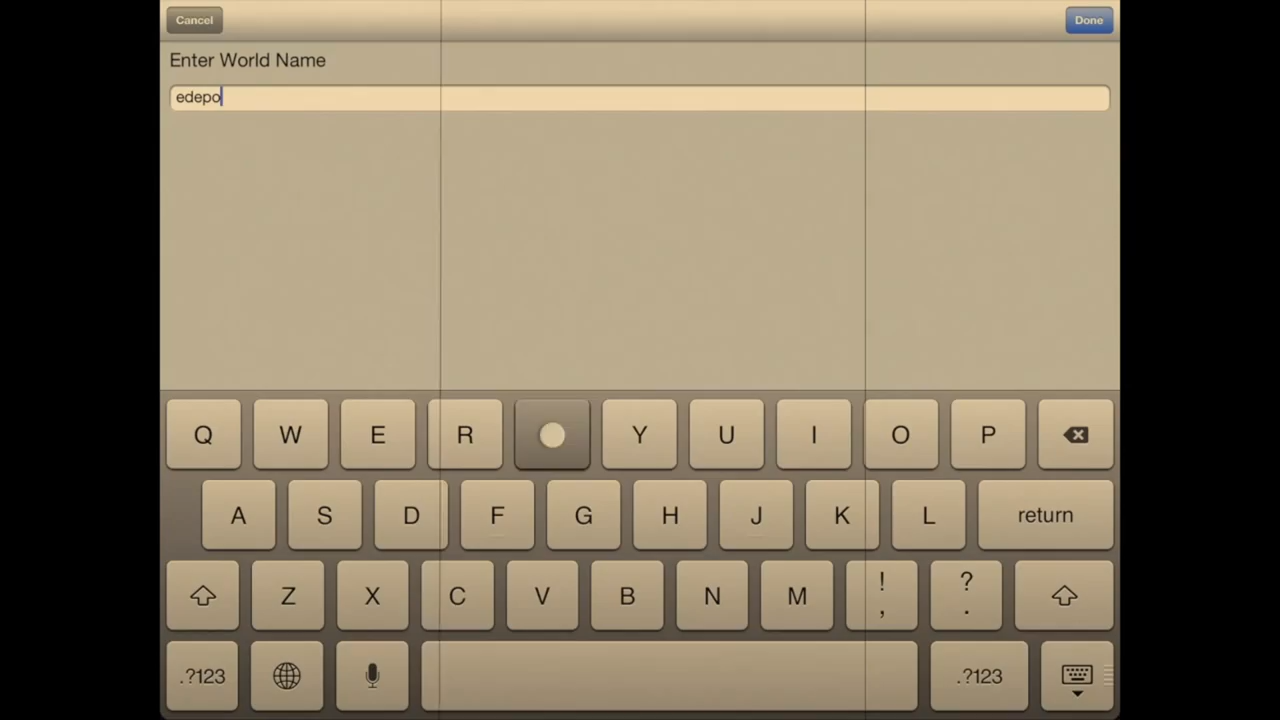 Cancel Done
Enter World Name
edepo
Q W E R Y U I O P
A S D F G H J K L return
Z X C V B N M ! , ? .
.?123 .?123